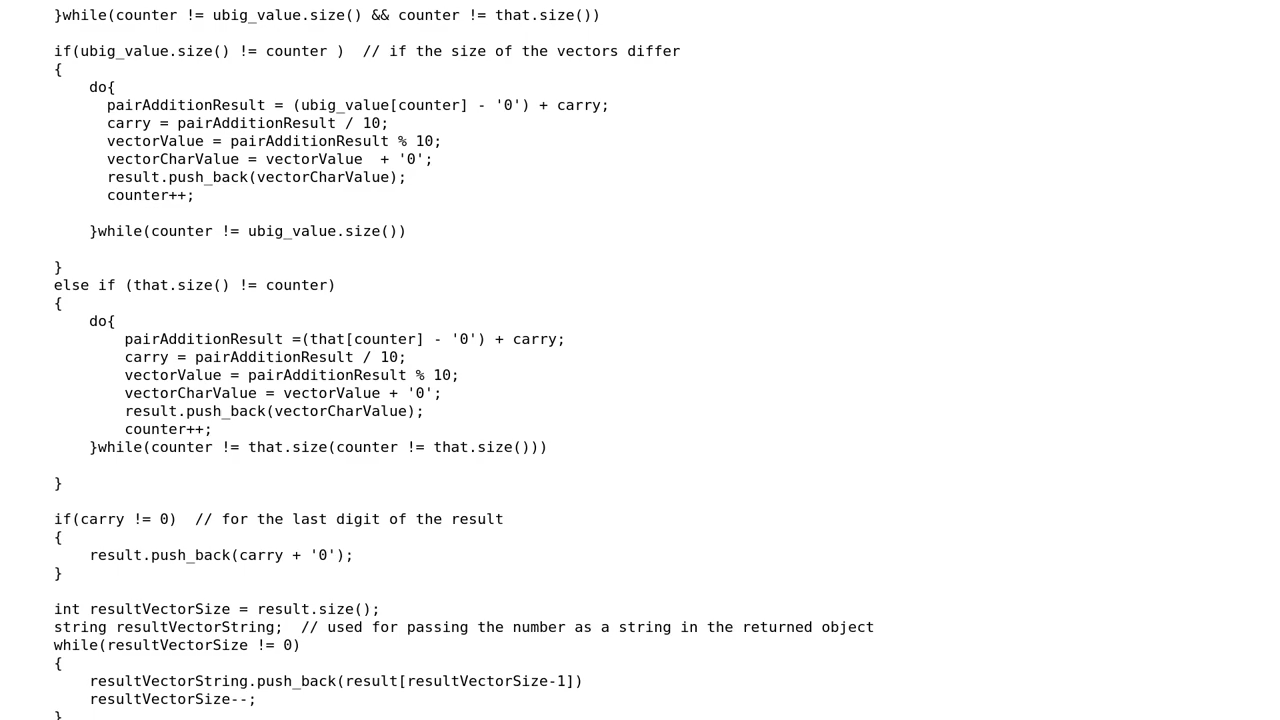 }while(counter != ubig_value.size() && counter != that.size())
if(ubig_value.size() != counter )  // if the size of the vectors differ
{
do{
pairAdditionResult = (ubig_value[counter] - '0') + carry;
carry = pairAdditionResult / 10;
vectorValue = pairAdditionResult % 10;
vectorCharValue = vectorValue  + '0';
result.push_back(vectorCharValue);
counter++;
}while(counter != ubig_value.size())
}
else if (that.size() != counter)
{
do{
pairAdditionResult =(that[counter] - '0') + carry;
carry = pairAdditionResult / 10;
vectorValue = pairAdditionResult % 10;
vectorCharValue = vectorValue + '0';
result.push_back(vectorCharValue);
counter++;
}while(counter != that.size(counter != that.size()))
}
if(carry != 0)  // for the last digit of the result
{
result.push_back(carry + '0');
}
int resultVectorSize = result.size();
string resultVectorString;  // used for passing the number as a string in the returned object
while(resultVectorSize != 0)
{
resultVectorString.push_back(result[resultVectorSize-1])
resultVectorSize--;
}